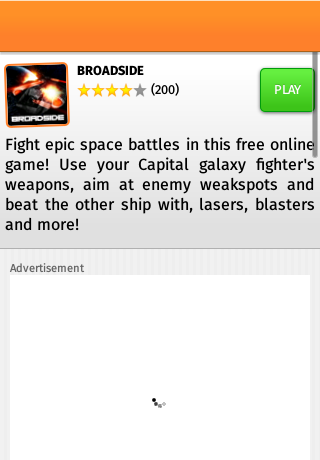 BROADSIDE
(200)
PLAY
BROADSIDE
Fight epic space battles in this free online
game! Use your Capital galaxy fighter's
weapons, aim at enemy weakspots and
beat the other ship with, lasers, blasters
and more!
Advertisement